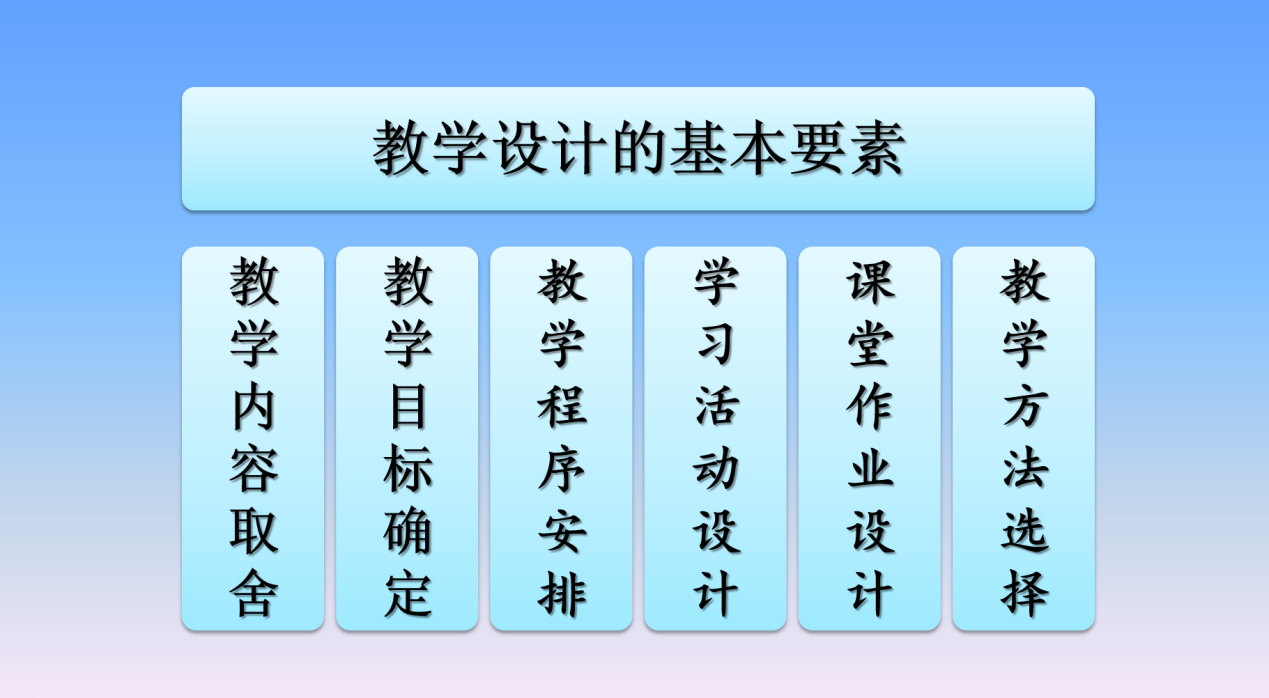 教学设计的基本要素
教学内容取舍
教学目标确定
教学程序安排
学习活动设计
课堂作业设计
教学方法选择